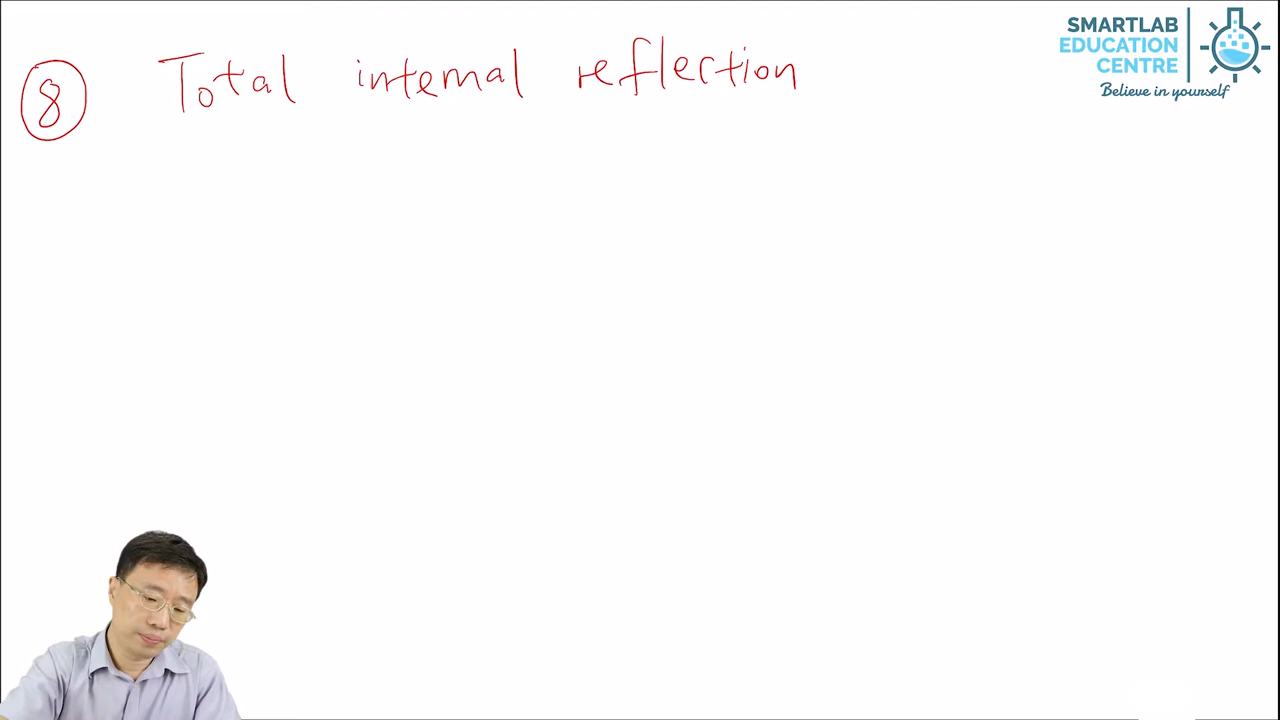 8 Total internal reflection
SMARTLAB
EDUCATION
CENTRE
Believe in yourself